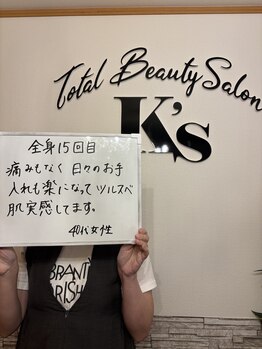 Total Beauty Salon
K's
全身15回目
痛みもなく 日々のお手
入れも楽になって ツルスベ
肌実感してます。
40代女性